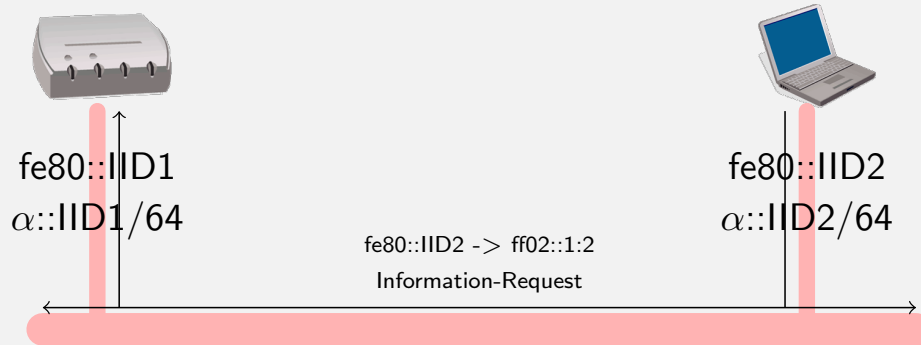 fe80::IID1
α::IID1/64
fe80::IID2
α::IID2/64
fe80::IID2 -> ff02::1:2
Information-Request